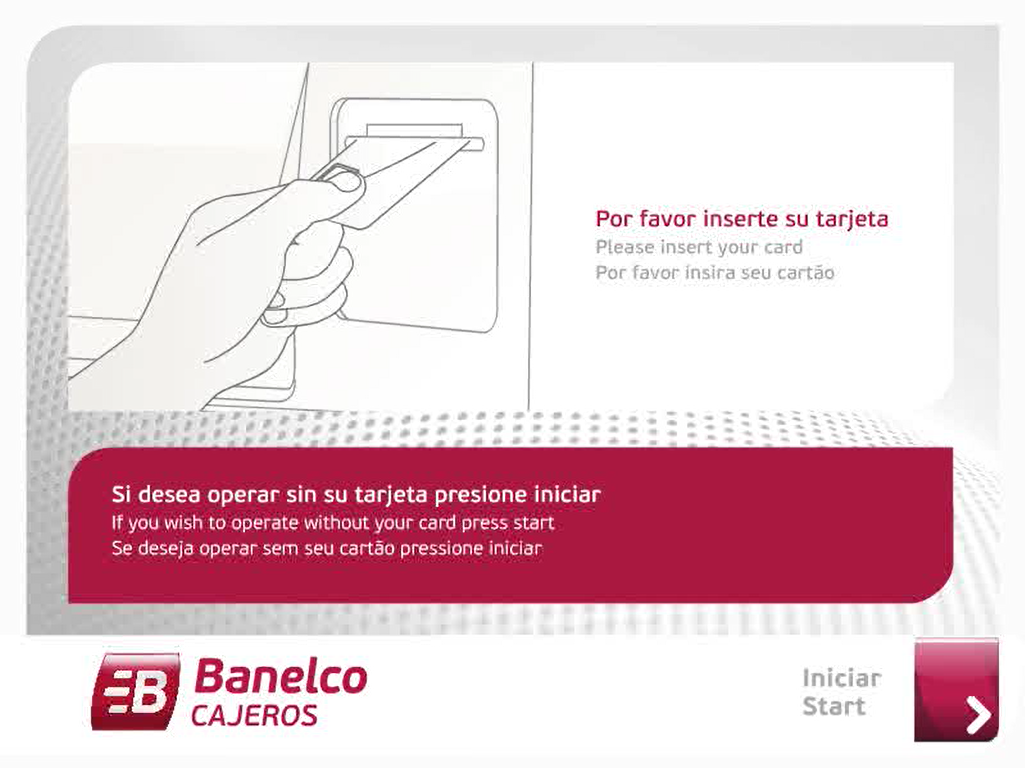 Por favor inserte su tarjeta
Please insert your card
Por favor insira seu cartão
Si desea operar sin su tarjeta presione iniciar
If you wish to operate without your card press start
Se deseja operar sem seu cartão pressione iniciar
B
Banelco
CAJEROS
Iniciar
Start